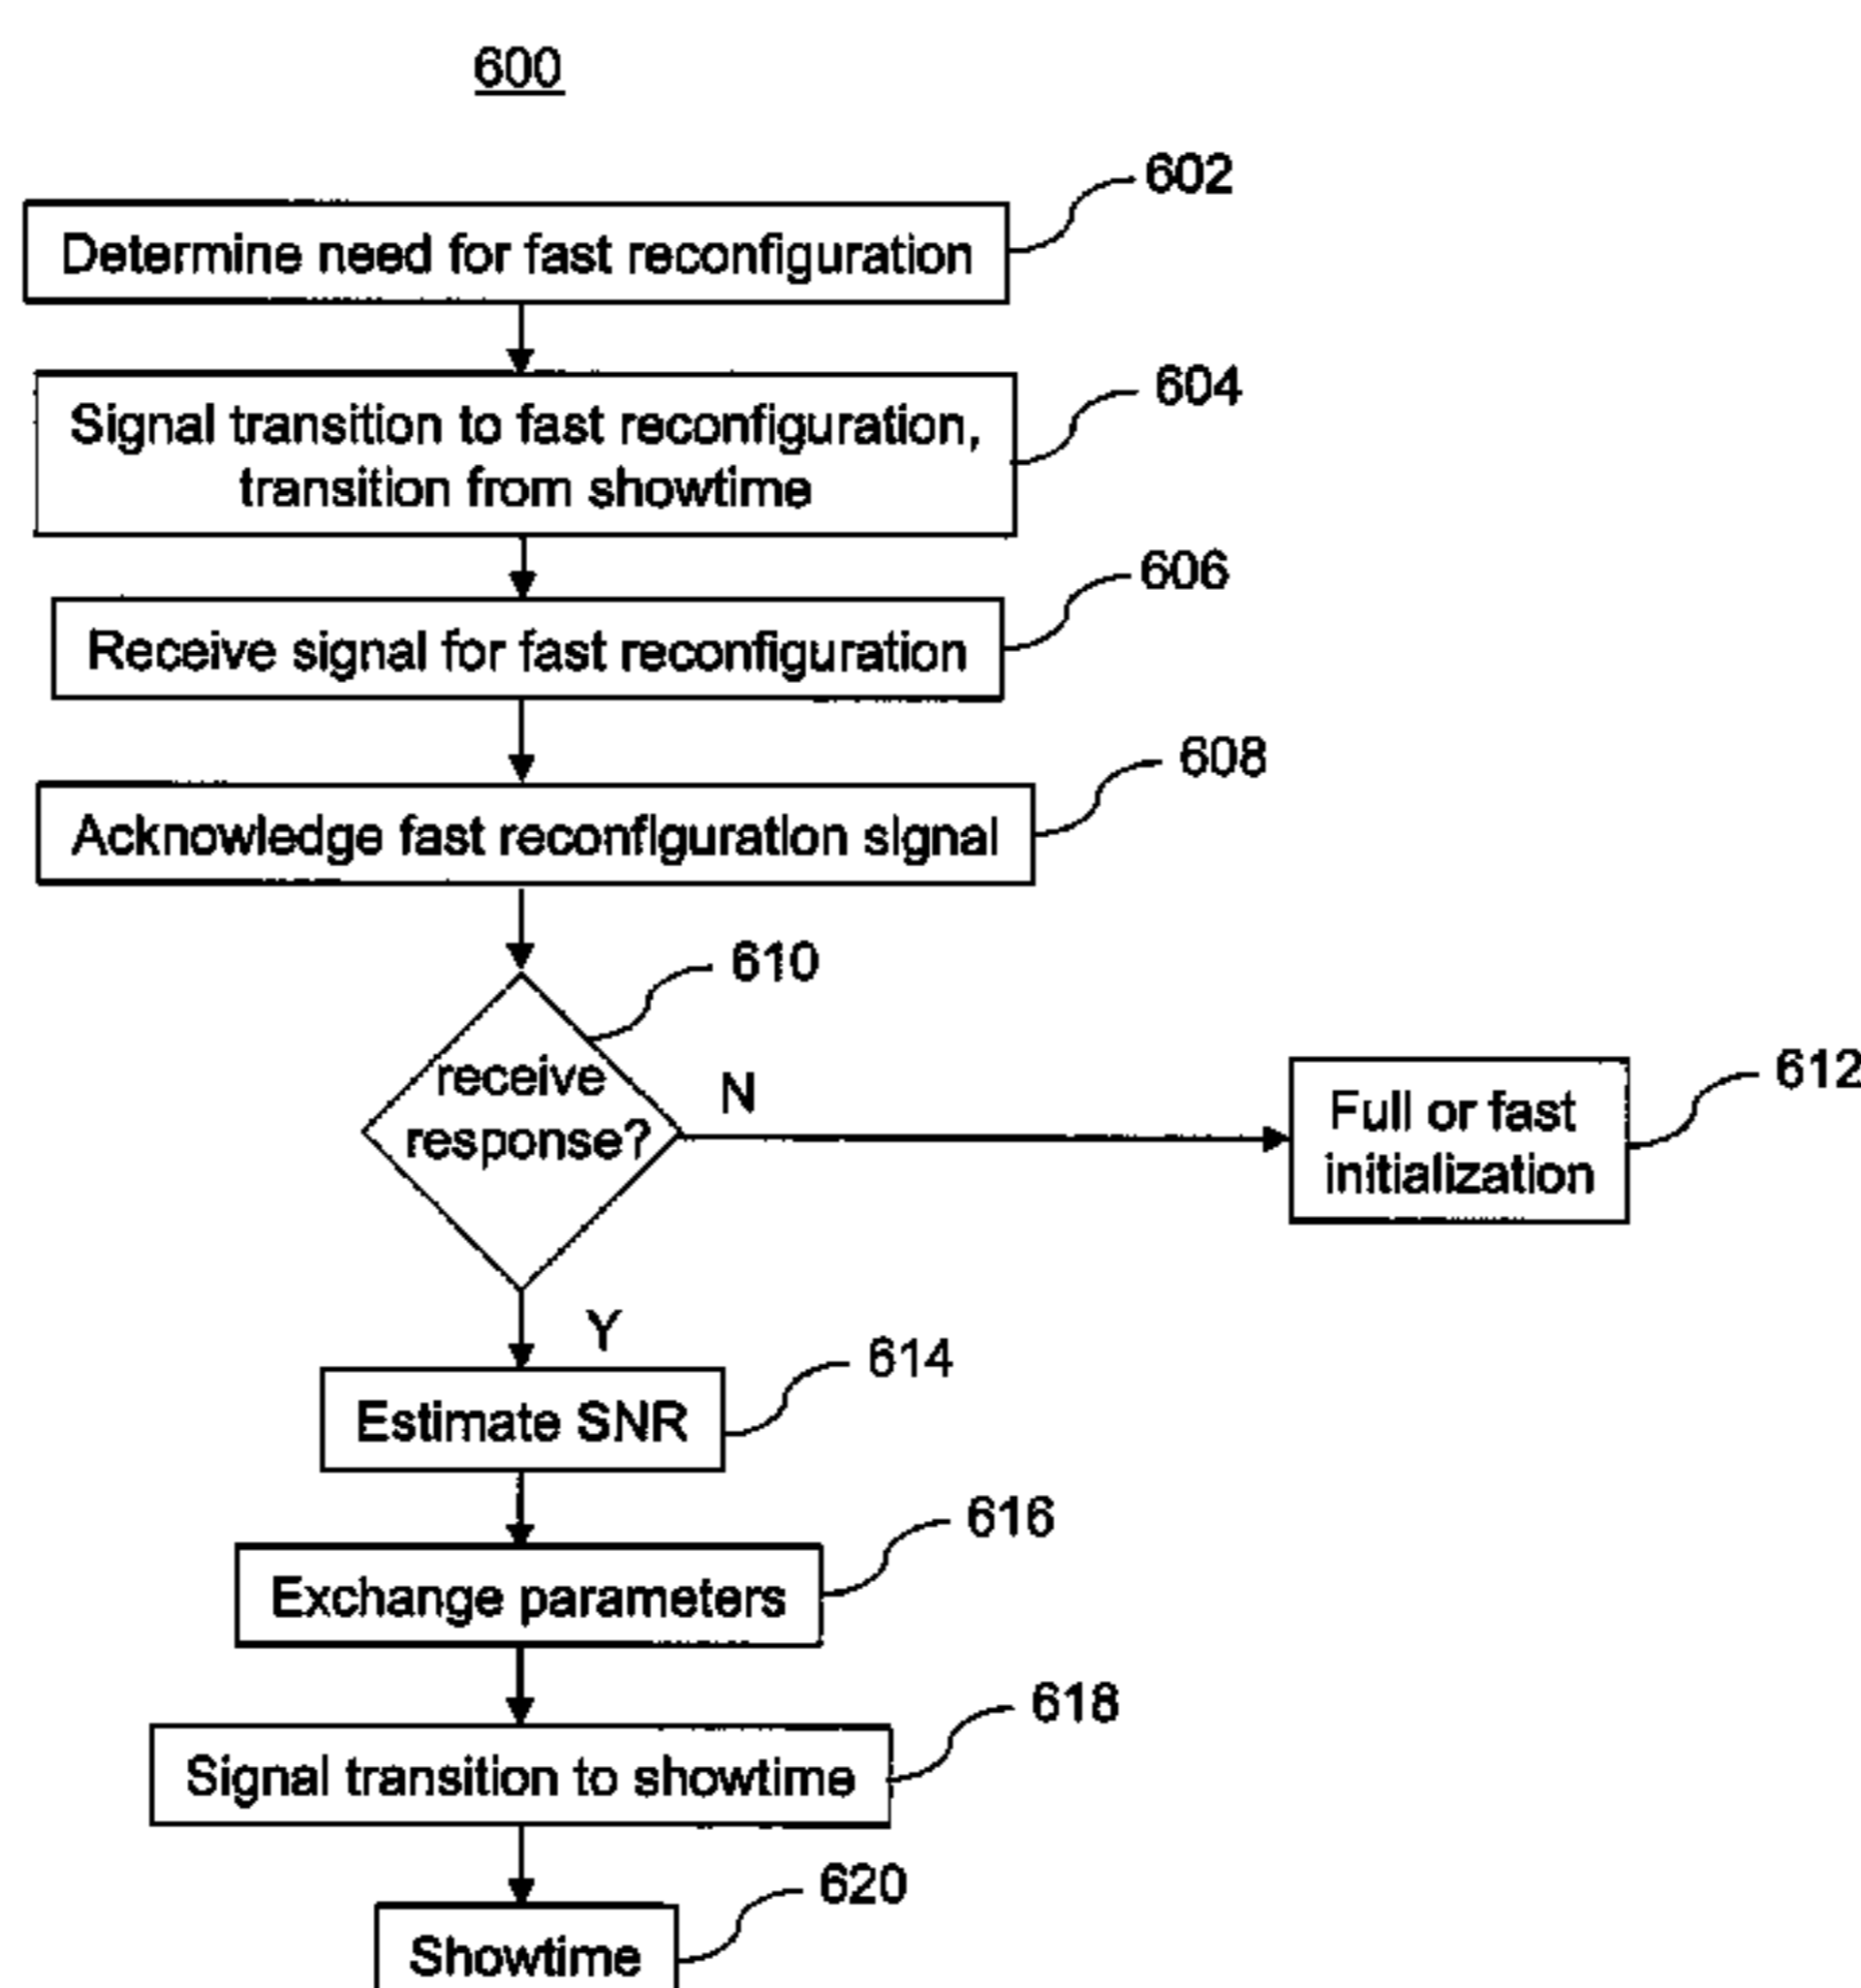 600
602
Determine need for fast reconfiguration
604
Signal transition to fast reconfiguration,
transition from showtime
606
Receive signal for fast reconfiguration
608
Acknowledge fast reconfiguration signal
610
receive
response?
N
612
Full or fast
initialization
Y
614
Estimate SNR
616
Exchange parameters
618
Signal transition to showtime
620
Showtime